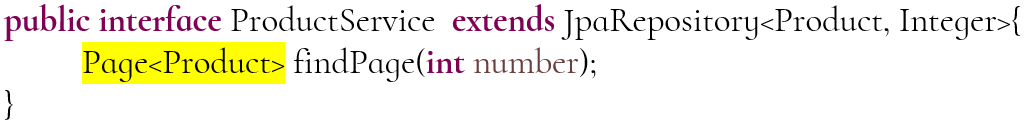 public interface ProductService extends JpaRepository<Product, Integer>{
Page<Product> findPage(int number);
}